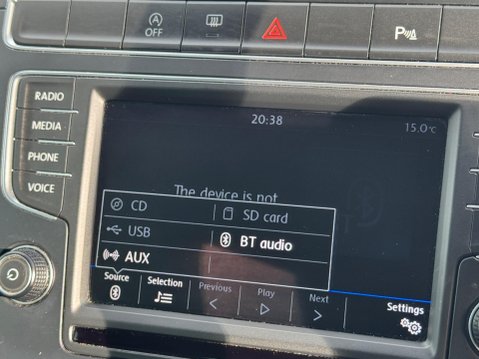 OFF
P
RADIO
MEDIA
PHONE
VOICE
20:38
15.0°C
The device is not
CD
SD card
USB
BT audio
AUX
Source
Selection
Previous
Play
Next
Settings